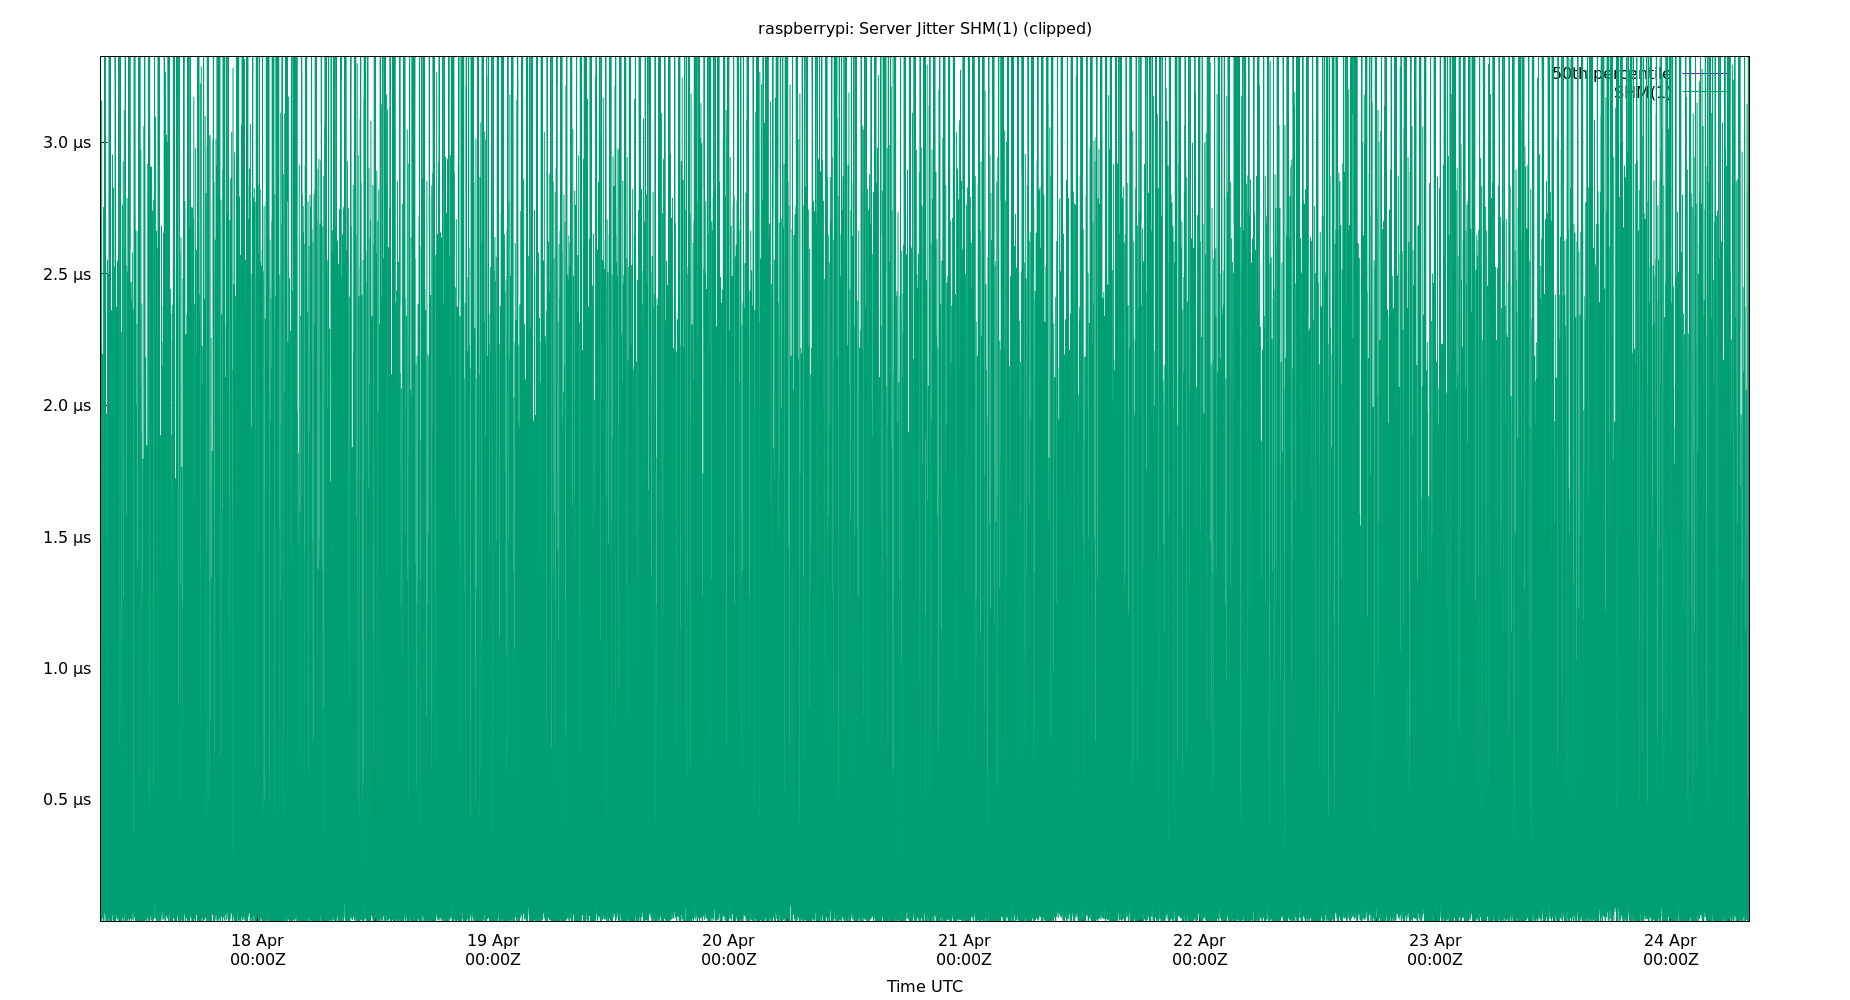 raspberrypi: Server Jitter SHM(1) (clipped)
50th percentile
SHM(1)
3.0 µs
2.5 µs
2.0 µs
1.5 µs
1.0 µs
0.5 µs
18 Apr
00:00Z
19 Apr
00:00Z
20 Apr
00:00Z
21 Apr
00:00Z
22 Apr
00:00Z
23 Apr
00:00Z
24 Apr
00:00Z
Time UTC